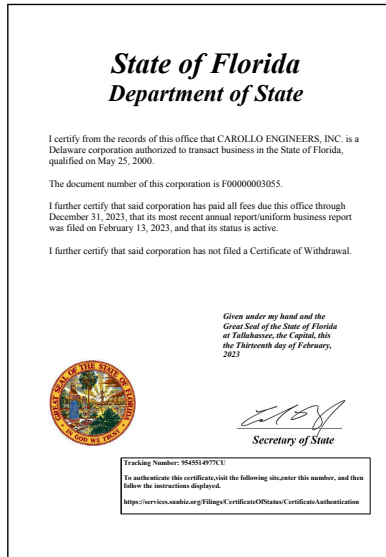 State of Florida
Department of State
I certify from the records of this office that CAROLLO ENGINEERS, INC. is a
Delaware corporation authorized to transact business in the State of Florida,
qualified on May 25, 2000.
The document number of this corporation is F00000003055.
I further certify that said corporation has paid all fees due this office through
December 31, 2023, that its most recent annual report/uniform business report
was filed on February 13, 2023, and that its status is active.
I further certify that said corporation has not filed a Certificate of Withdrawal.
Given under my hand and the
Great Seal of the State of Florida
at Tallahassee, the Capital, this
the Thirteenth day of February,
2023
GREAT SEAL OF THE STATE OF FLORIDA
IN GOD WE TRUST
Secretary of State
Tracking Number: 9545514977CU
To authenticate this certificate,visit the following site,enter this number, and then
follow the instructions displayed.
https://services.sunbiz.org/Filings/CertificateOfStatus/CertificateAuthentication